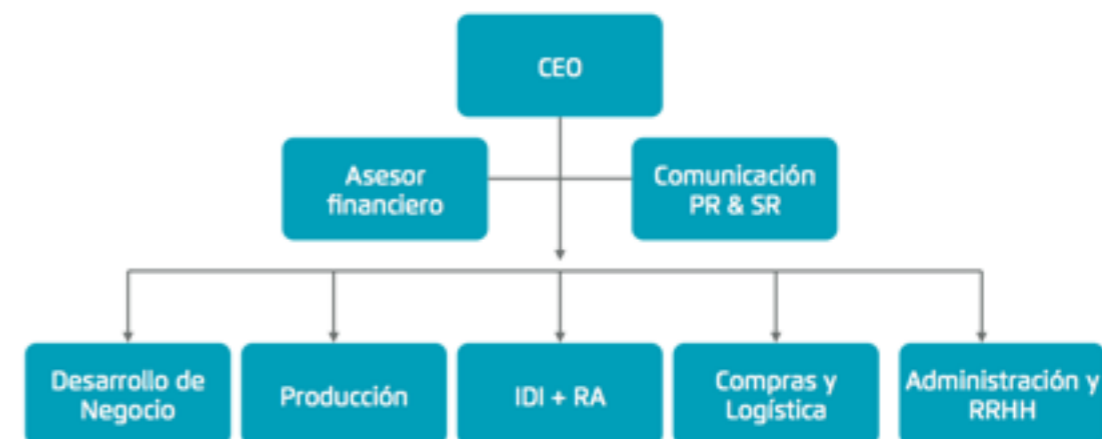 CEO
Asesor
financiero
Comunicación
PR & SR
Desarrollo de
Negocio
Producción
IDI + RA
Compras y
Logística
Administración y
RRHH